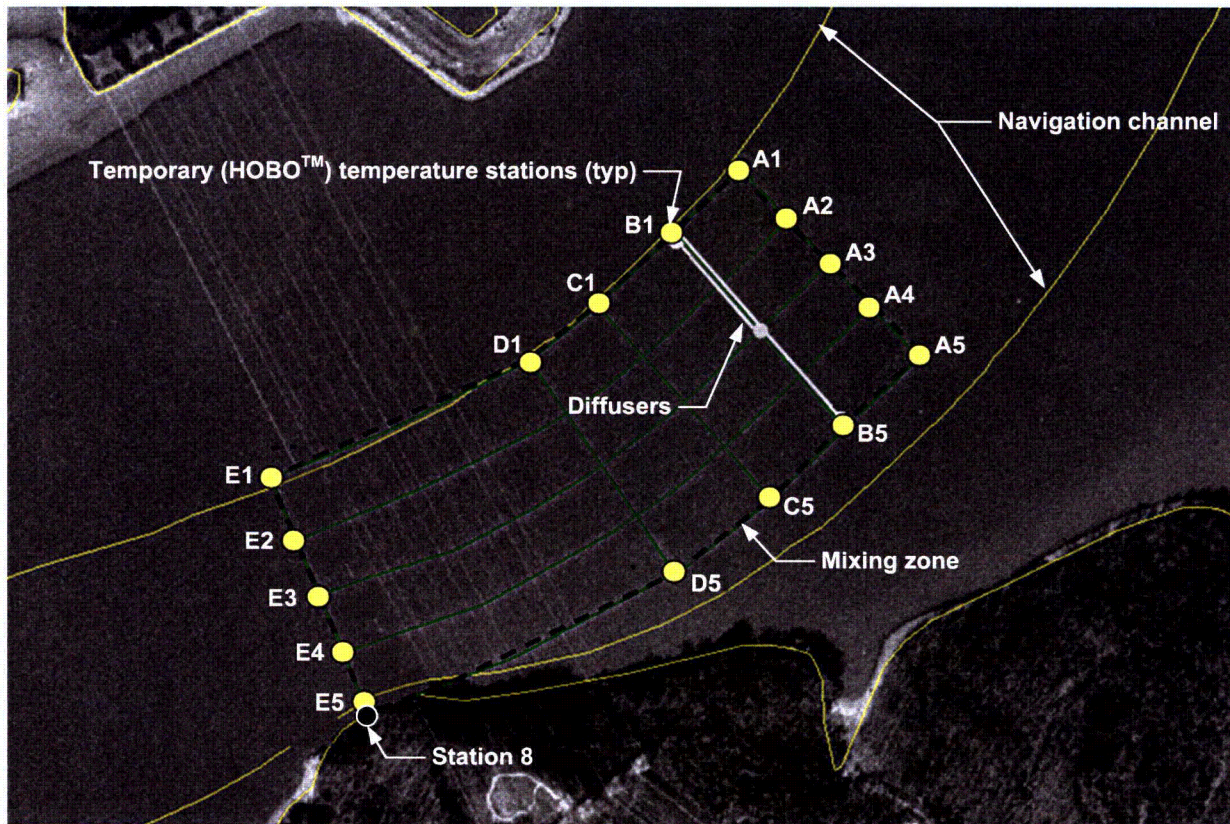 Navigation channel
A1
Temporary (HOBO™) temperature stations (typ)
A2
B1
A3
C1
A4
D1
A5
Diffusers
B5
E1
C5
E2
Mixing zone
D5
E3
E4
E5
Station 8